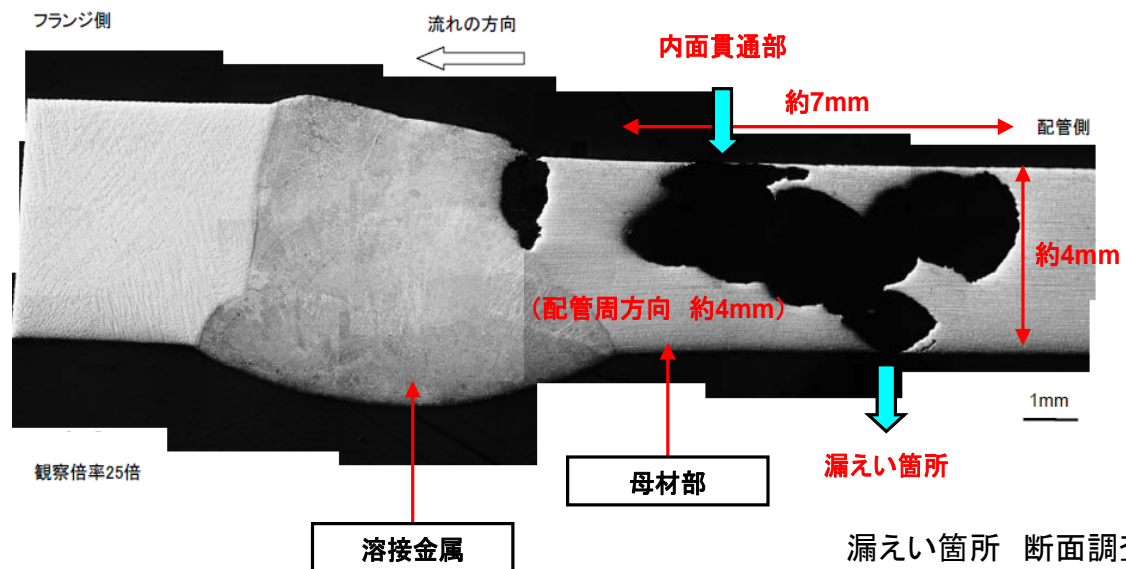 フランジ側
流れの方向
内面貫通部
約7mm
配管側
約4mm
(配管周方向 約4mm)
1mm
観察倍率25倍
母材部
漏えい箇所
溶接金属
漏えい箇所 断面調